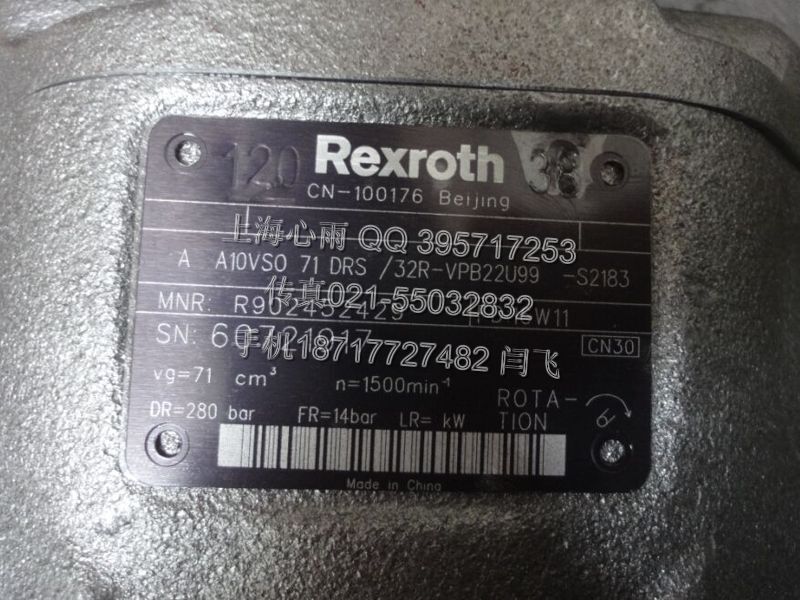 120 Rexroth 38
CN-100176 Beijing
上海心雨 QQ 395717253
A A10VSO 71 DRS /32R-VPB22U99 -S2183
传真021-55032832
MNR:
SN:
手机18717727482 闫飞
CN30
vg=71 cm³ n=1500min⁻¹
ROTA-
TION
DR=280 bar FR=14bar LR= kW
Made in China